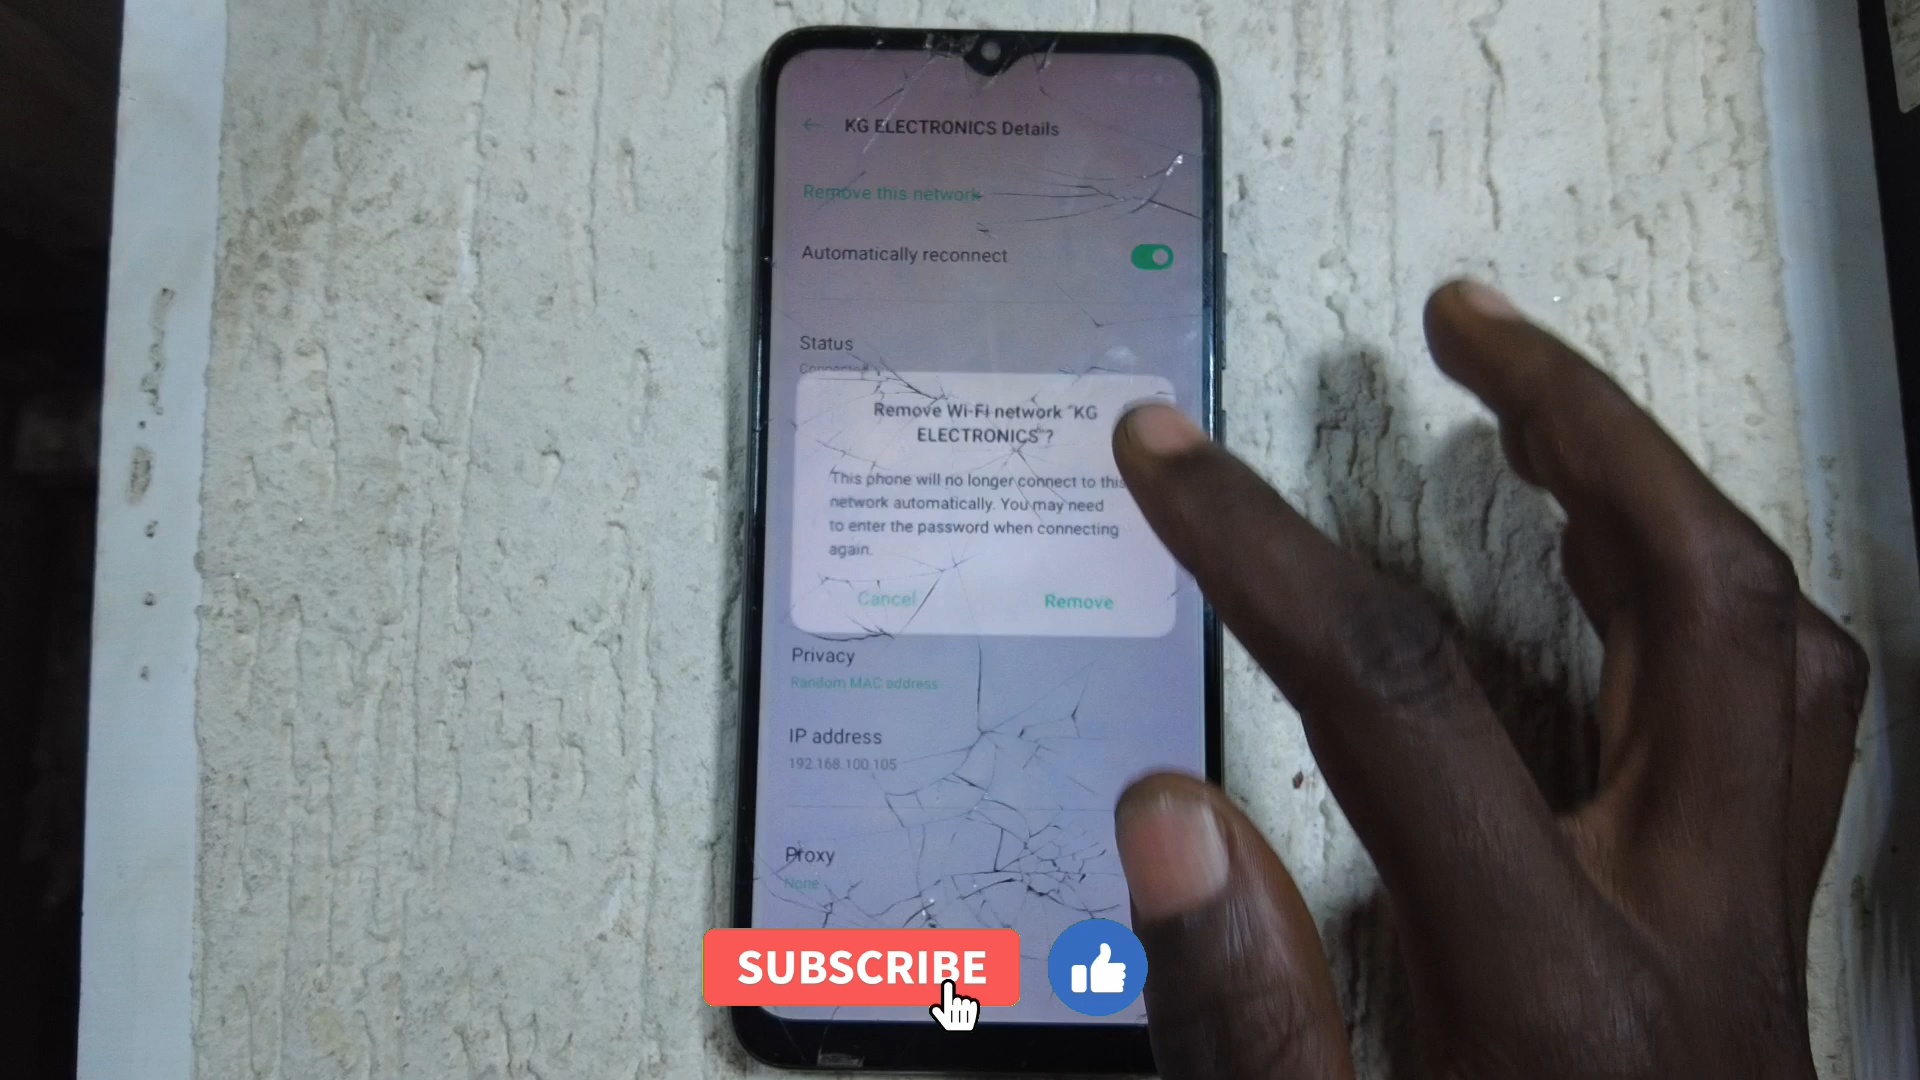 KG ELECTRONICS Details
Remove this network
Automatically reconnect
Status
Connected
Remove Wi-Fi network "KG
ELECTRONICS"?
This phone will no longer connect to this
network automatically. You may need
to enter the password when connecting
again.
Cancel
Remove
Privacy
Random MAC address
IP address
192.168.100.105
Proxy
None
SUBSCRIBE